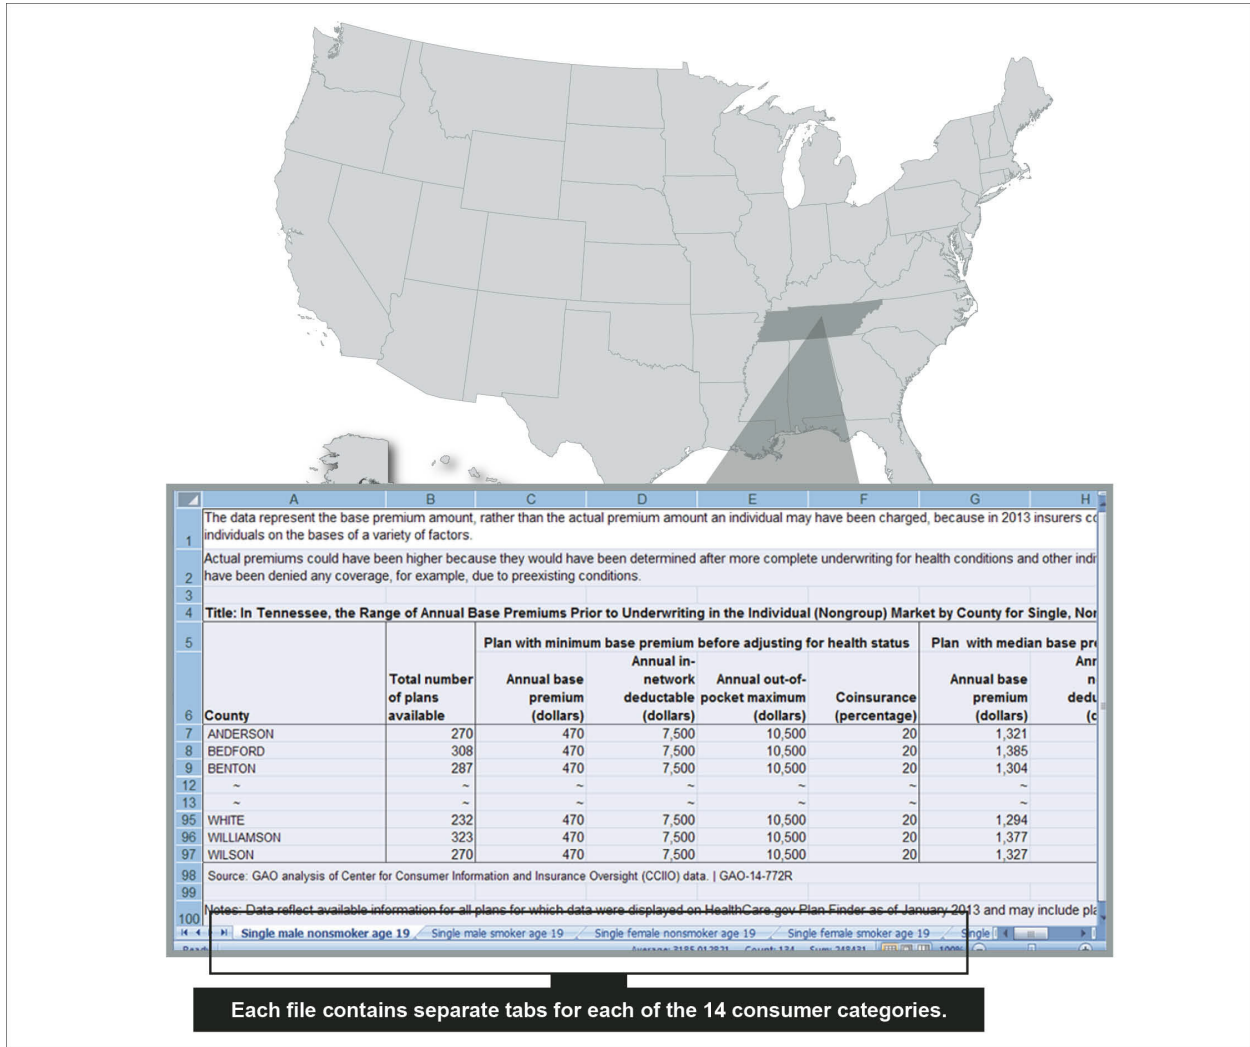 A B C D E F G H
1 The data represent the base premium amount, rather than the actual premium amount an individual may have been charged, because in 2013 insurers
individuals on the bases of a variety of factors.
2 Actual premiums could have been higher because they would have been determined after more complete underwriting for health conditions and other
have been denied any coverage, for example, due to preexisting conditions.
3
4 Title: In Tennessee, the Range of Annual Base Premiums Prior to Underwriting in the Individual (Nongroup) Market by County for Single,
5 Plan with minimum base premium before adjusting for health status Plan with median base
Annual in-
Total number Annual base network Annual out-of- Annual base
of plans premium deductable pocket maximum Coinsurance premium
6 County available (dollars) (dollars) (dollars) (percentage) (dollars)
7 ANDERSON 270 470 7,500 10,500 20 1,321
8 BEDFORD 308 470 7,500 10,500 20 1,385
9 BENTON 287 470 7,500 10,500 20 1,304
12 ~ ~ ~ ~ ~ ~ ~
13 ~ ~ ~ ~ ~ ~ ~
95 WHITE 232 470 7,500 10,500 20 1,294
96 WILLIAMSON 323 470 7,500 10,500 20 1,377
97 WILSON 270 470 7,500 10,500 20 1,327
98 Source: GAO analysis of Center for Consumer Information and Insurance Oversight (CCIIO) data. | GAO-14-772R
99
100 Notes: Data reflect available information for all plans for which data were displayed on HealthCare.gov Plan Finder as of January 2013 and may include
Single male nonsmoker age 19 Single male smoker age 19 Single female nonsmoker age 19 Single female smoker age 19 Single
Average: 3185.012821 Count: 134 Sum: 248431 100%
Each file contains separate tabs for each of the 14 consumer categories.